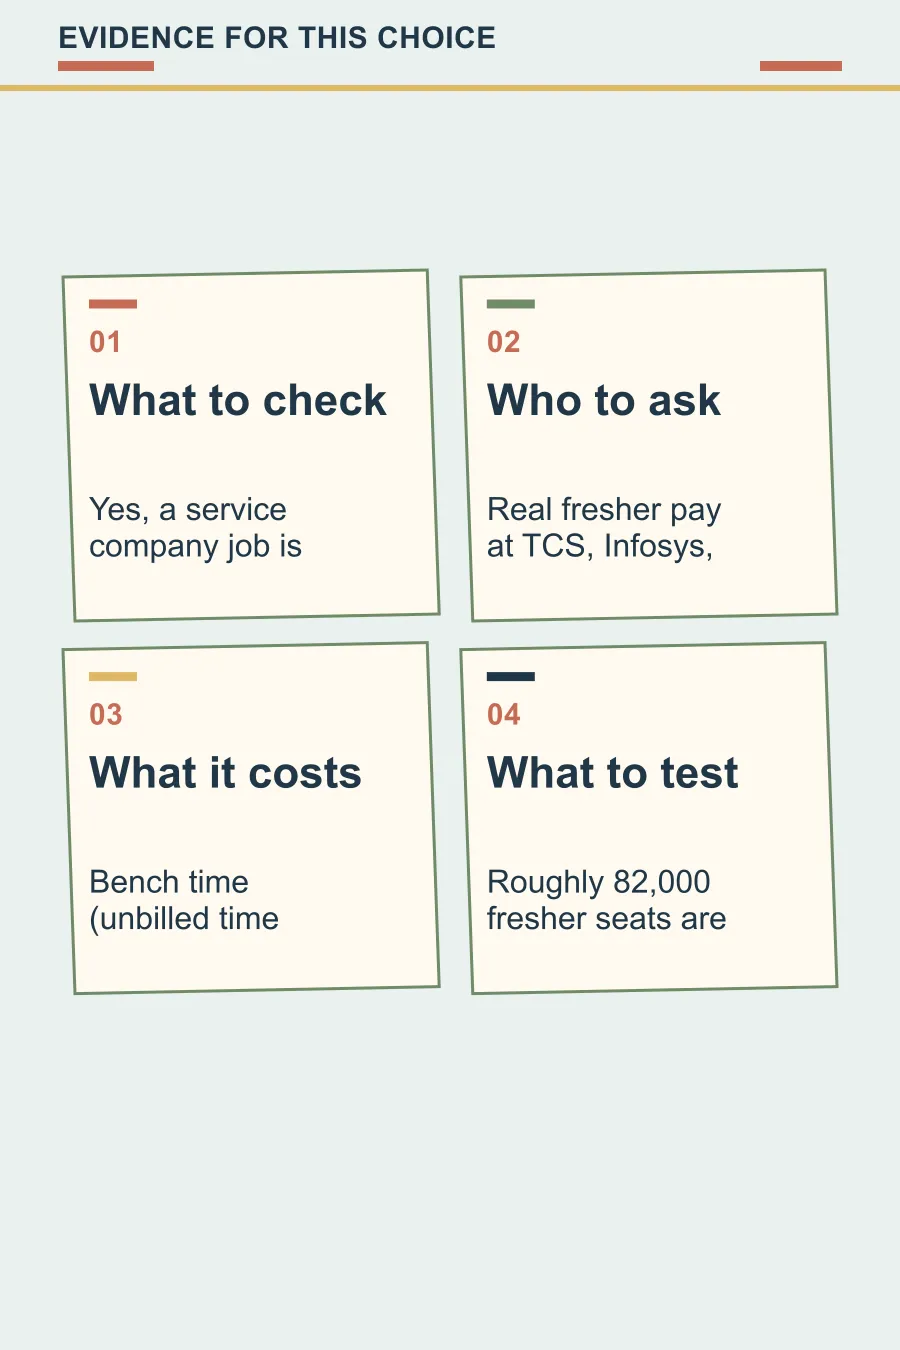 EVIDENCE FOR THIS CHOICE
01
What to check
Yes, a service
company job is
02
Who to ask
Real fresher pay
at TCS, Infosys,
03
What it costs
Bench time
(unbilled time
04
What to test
Roughly 82,000
fresher seats are